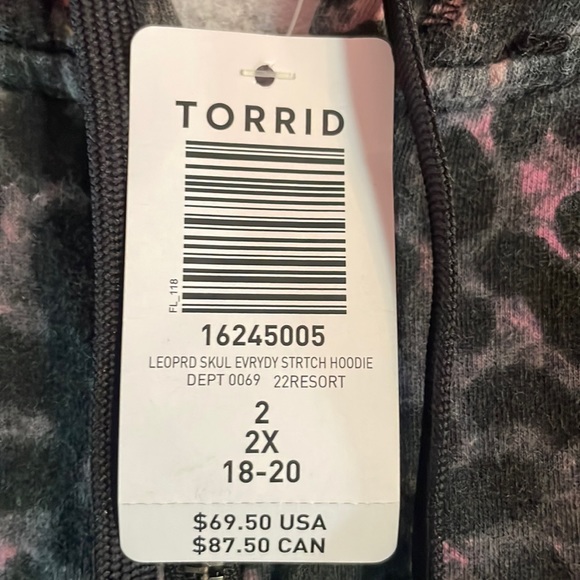 TORRID
FL_118
16245005
LEOPRD SKUL EVRYDY STRTCH HOODIE
DEPT 0069 22RESORT
2
2X
18-20
$69.50 USA
$87.50 CAN